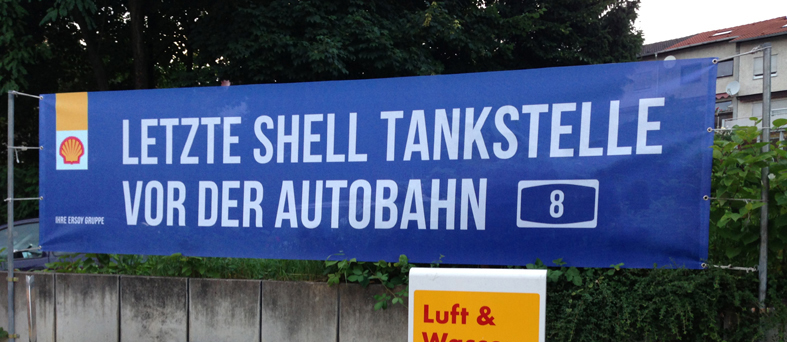 LETZTE SHELL TANKSTELLE
VOR DER AUTOBAHN 8
IHRE ERSOY GRUPPE
Luft &